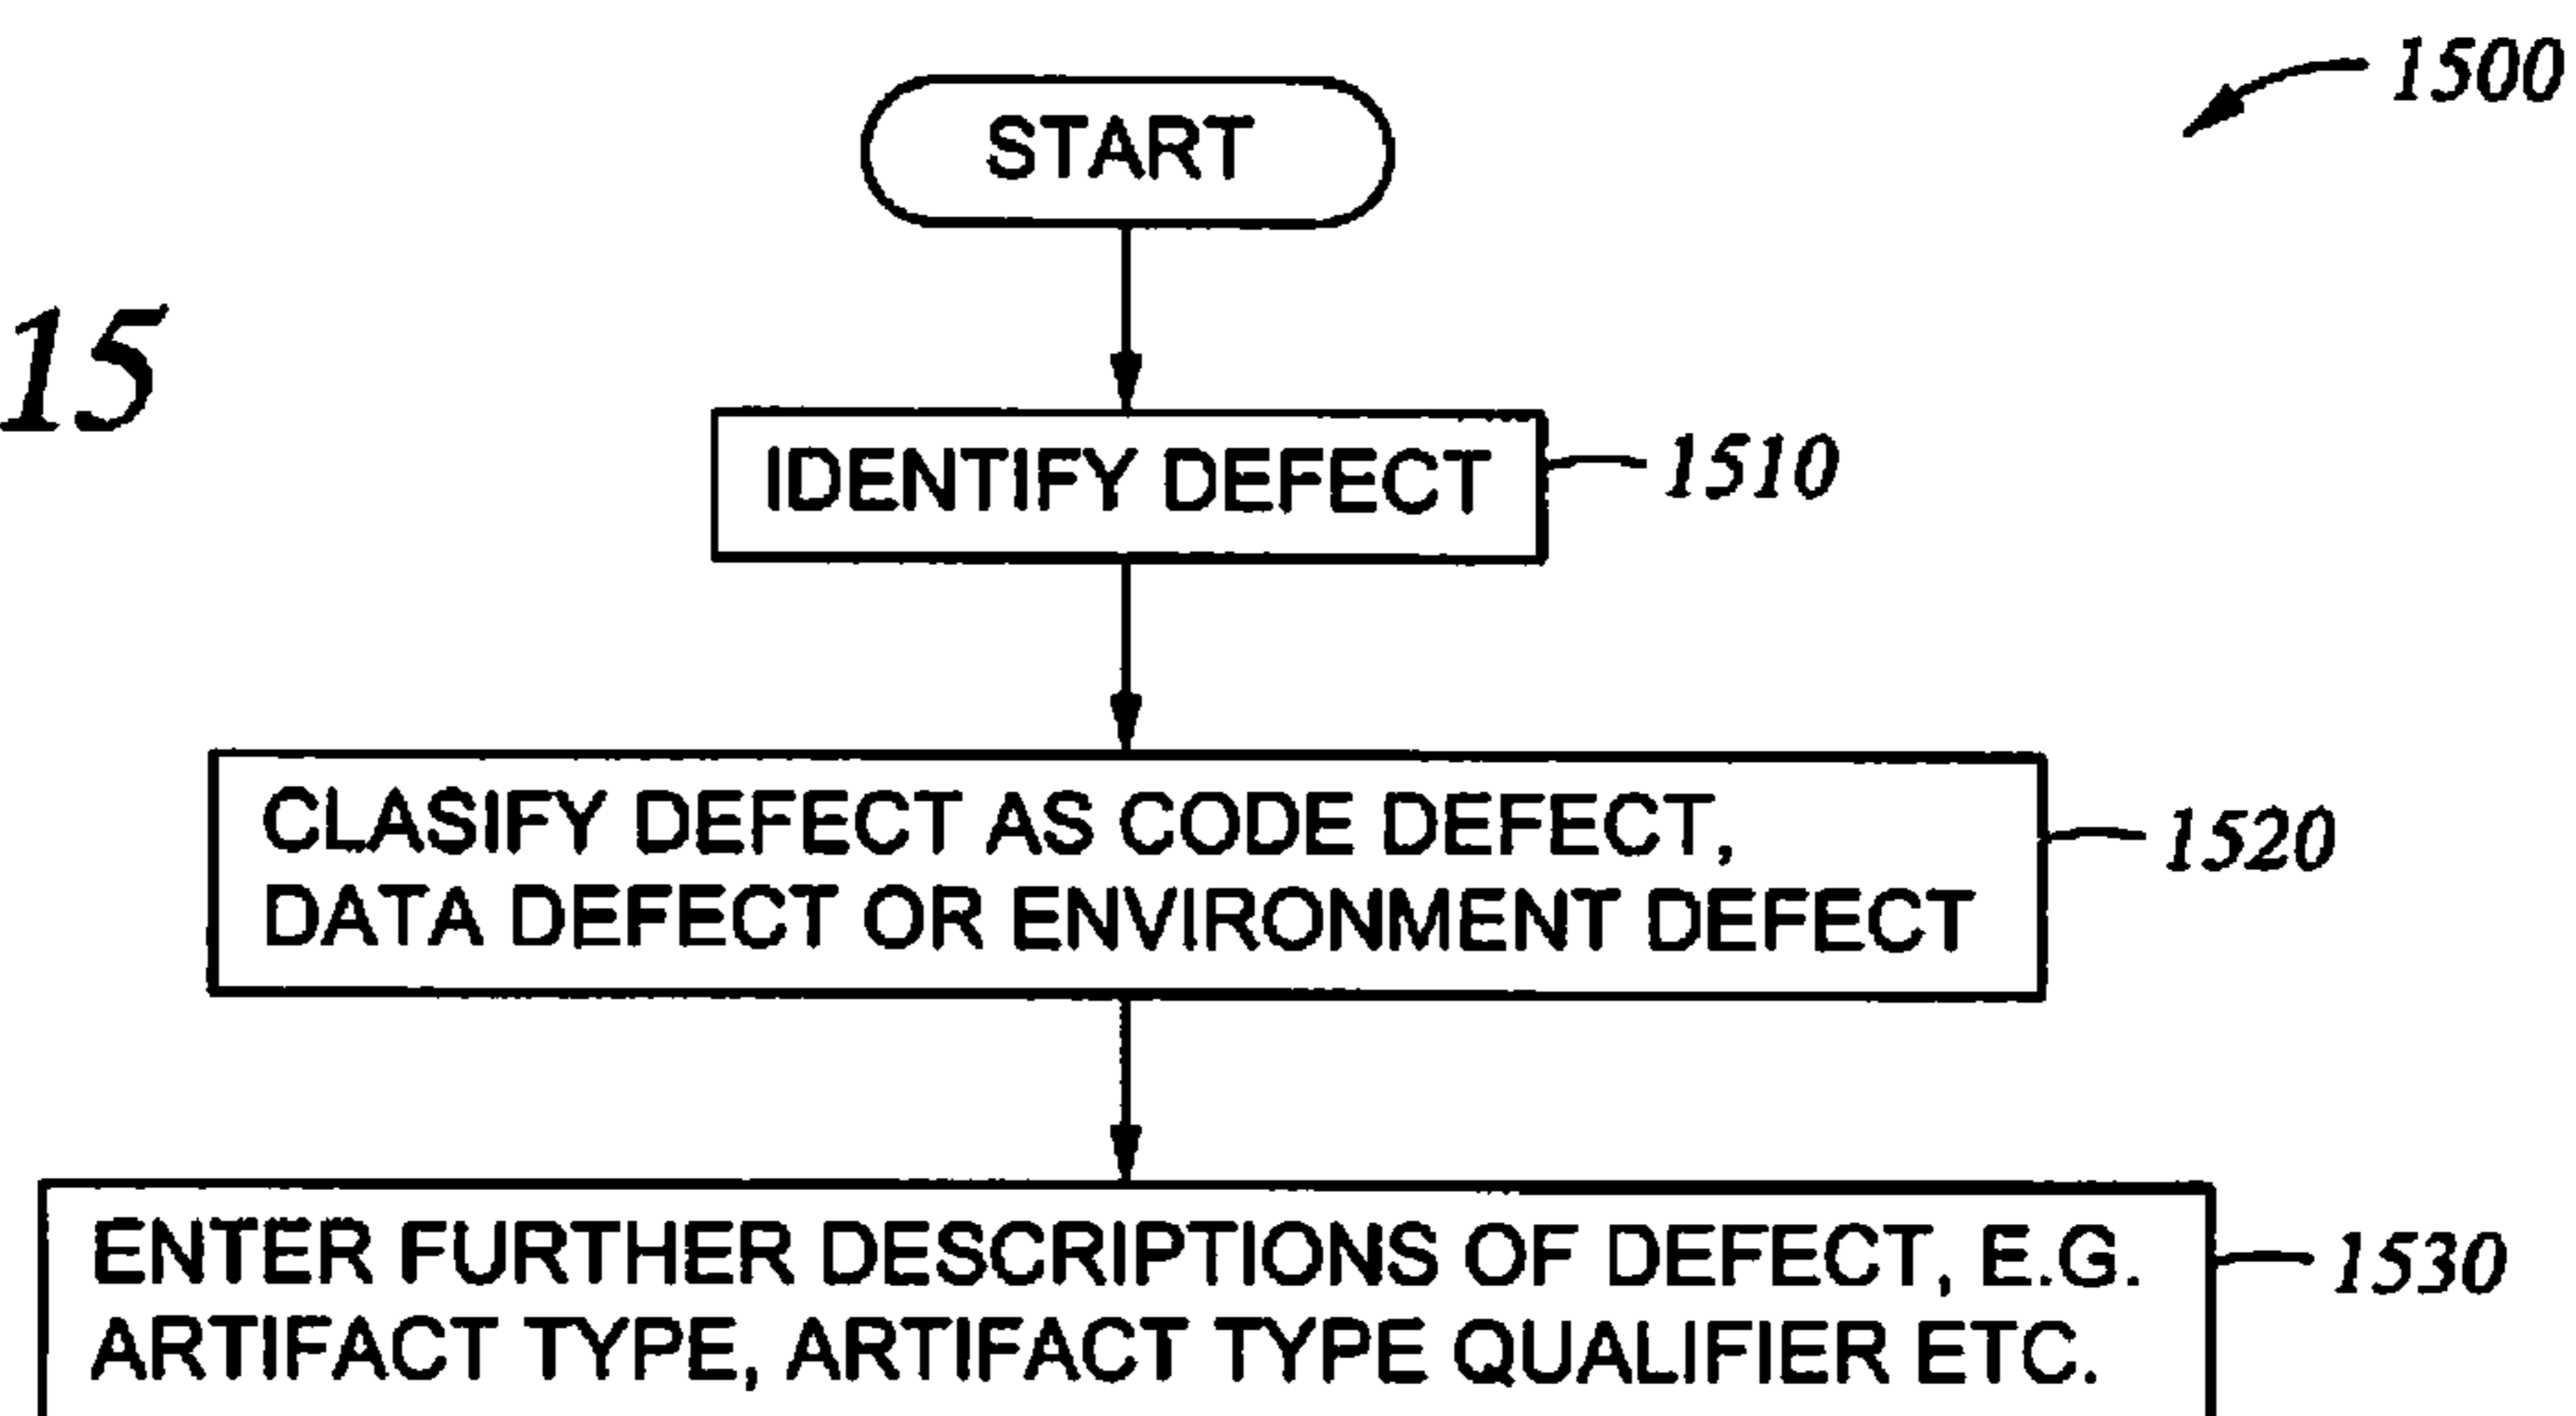 1500
START
15
IDENTIFY DEFECT
1510
CLASIFY DEFECT AS CODE DEFECT,
DATA DEFECT OR ENVIRONMENT DEFECT
1520
ENTER FURTHER DESCRIPTIONS OF DEFECT, E.G.
ARTIFACT TYPE, ARTIFACT TYPE QUALIFIER ETC.
1530